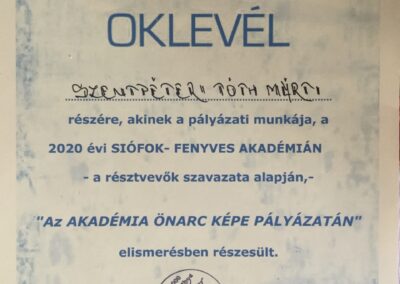 OKLEVÉL
SZENTPÉTERI TÓTH MÁRTI
részére, akinek a pályázati munkája, a
2020 évi SIÓFOK- FENYVES AKADÉMIÁN
- a résztvevők szavazata alapján,-
"Az AKADÉMIA ÖNARC KÉPE PÁLYÁZATÁN"
elismerésben részesült.